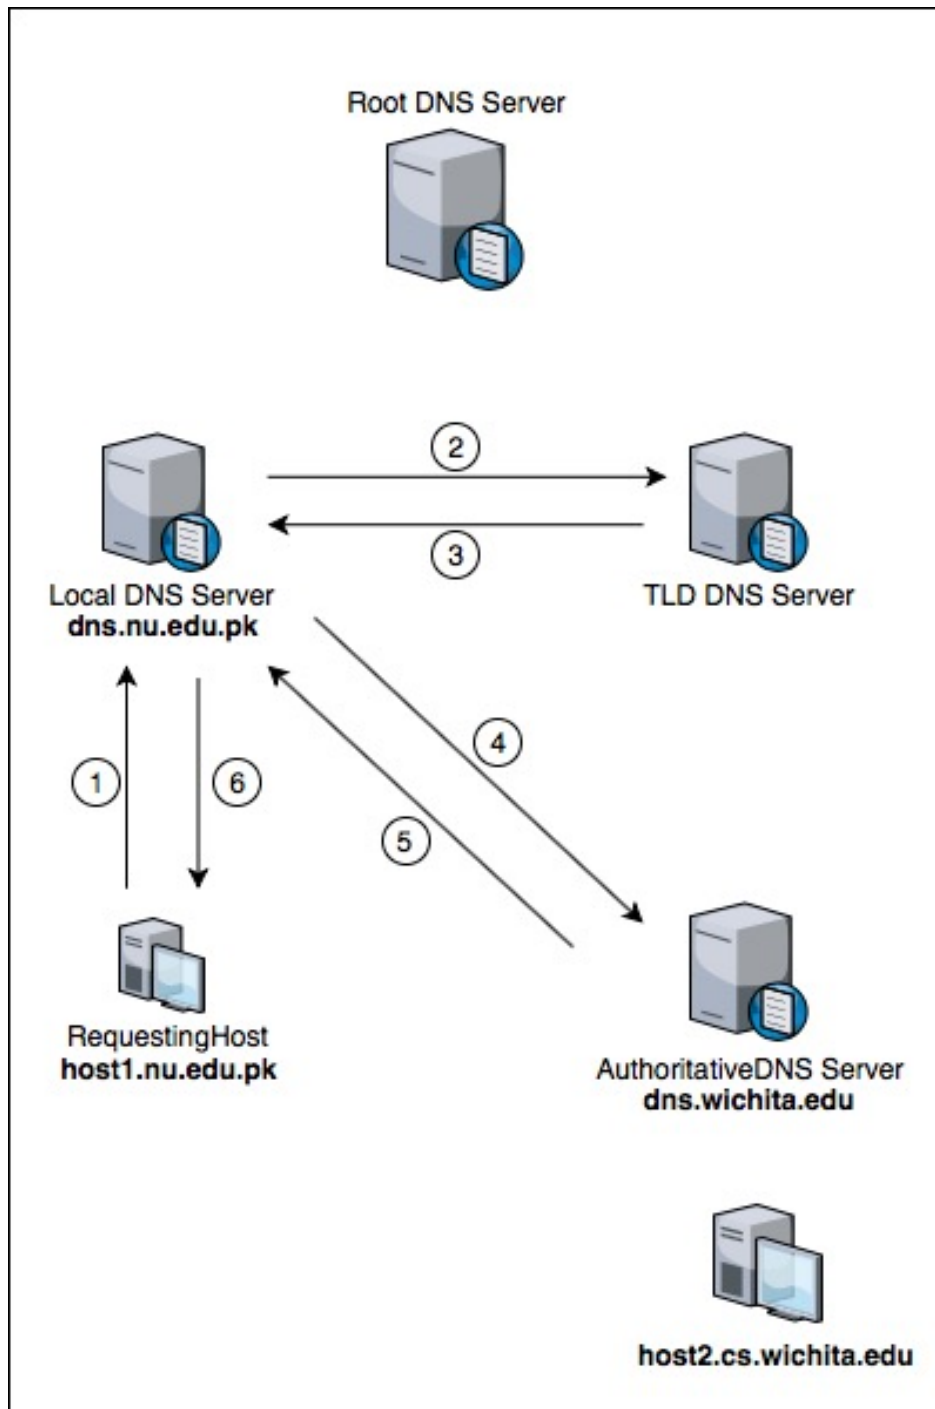 Root DNS Server
2
3
Local DNS Server
dns.nu.edu.pk
TLD DNS Server
4
1
6
5
RequestingHost
host1.nu.edu.pk
AuthoritativeDNS Server
dns.wichita.edu
host2.cs.wichita.edu